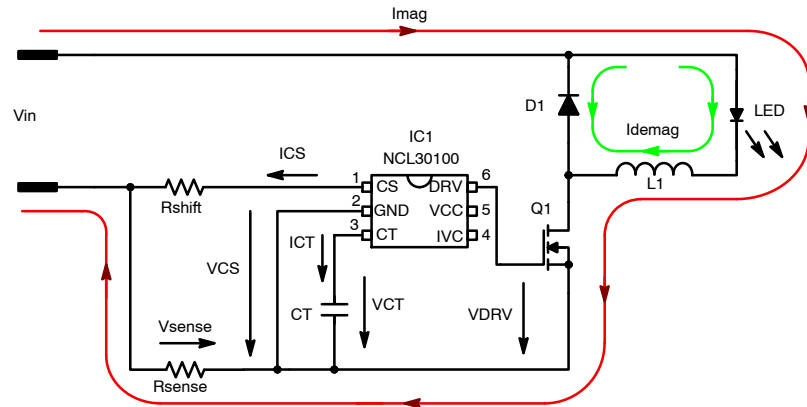 Imag
Vin
D1
LED
Idemag
L1
IC1
NCL30100
ICS
1
CS
DRV
6
Rshift
2
GND
VCC
5
3
CT
IVC
4
Q1
ICT
VCS
CT
VCT
VDRV
Vsense
Rsense